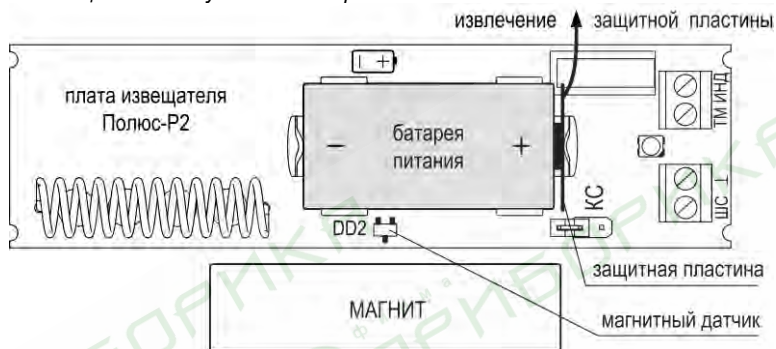 извлечение защитной пластины
плата извещателя
Полюс-Р2
− +
− батарея +
питания
ТМ ИНД
КС
ШС ⊥
DD2
защитная пластина
МАГНИТ
магнитный датчик